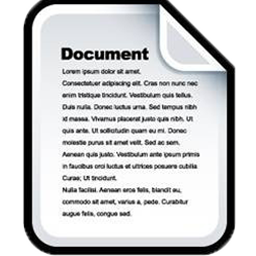 Document
Lorem ipsum dolor sit amet.
Consectetuer adipiscing elit. Cras nec
enim tristique tincidunt. Vestibulum quis tellus.
Duis nulla. Donec luctus urna. Sed tempus nibh
id massa. Vivamus placerat justo quis nibh. Ut
quis ante. Ut sollicitudin quam eu mi. Donec
purus sit amet velit. Sed ac sem.
Aenean quis justo. Vestibulum ante ipsum primis
in faucibus orci luctus et ultrices posuere cubilia
Curae; Ut tincidunt.
Nulla facilisi. Aenean eros felis, blandit eu,
commodo sit amet, varius a, pede. Curabitur
augue felis, congue sed.